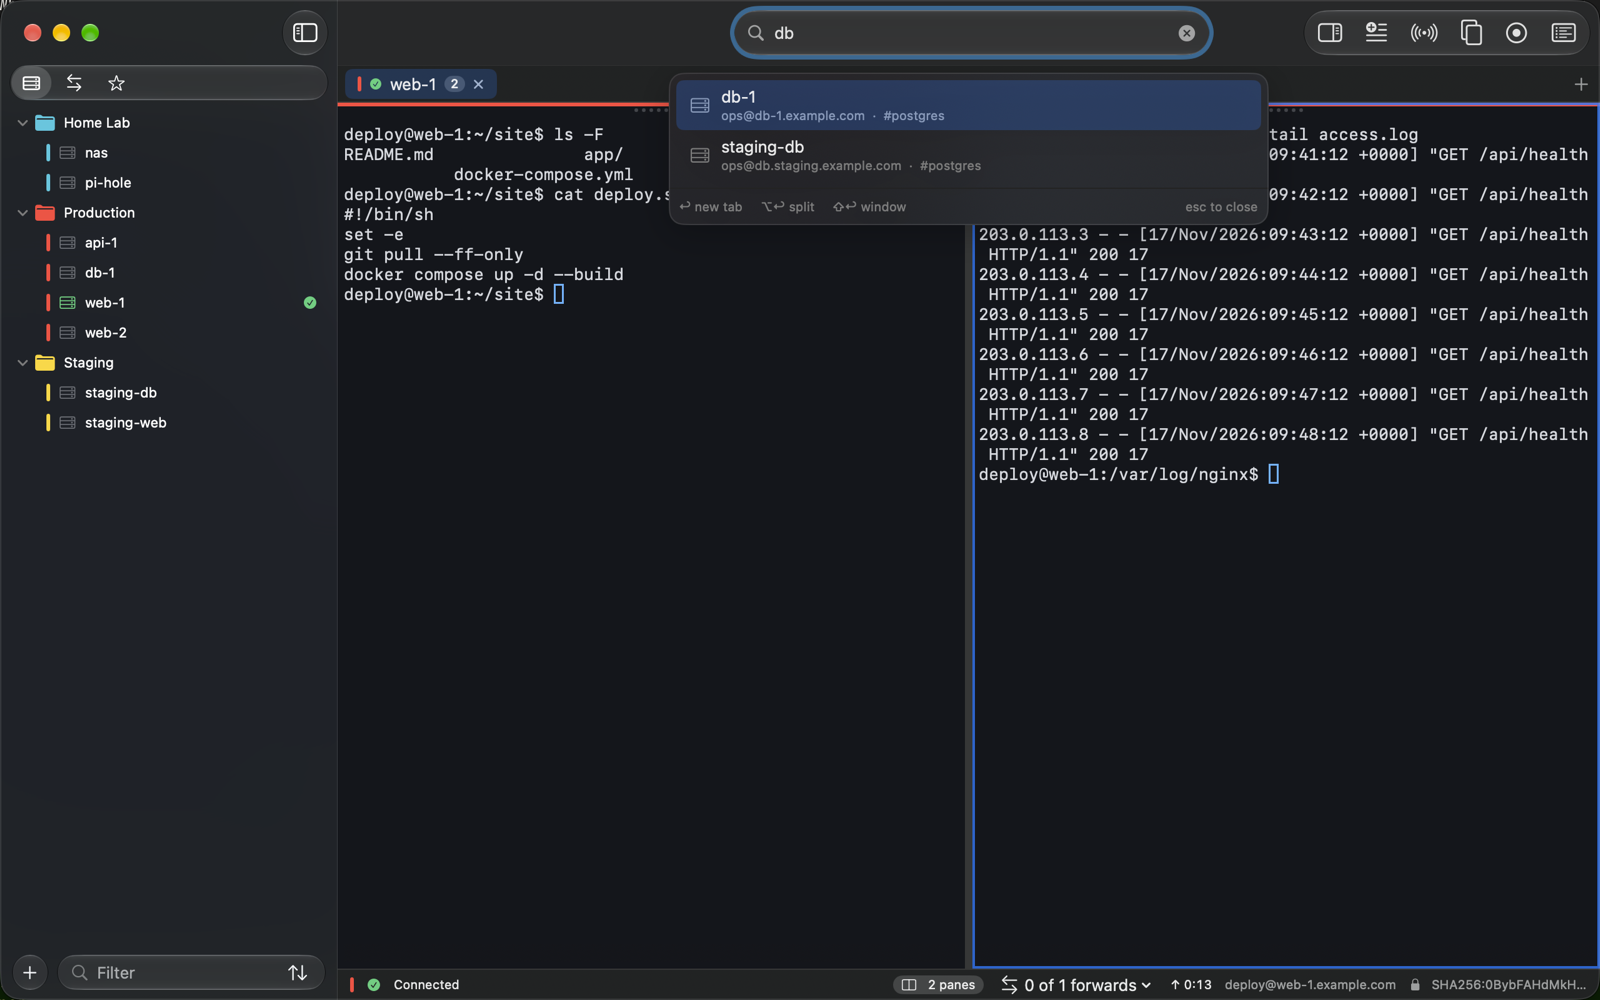 db
web-1 2
Home Lab
nas
pi-hole
Production
api-1
db-1
web-1
web-2
Staging
staging-db
staging-web
Filter
deploy@web-1:~/site$ ls -F
README.md app/
docker-compose.yml
deploy@web-1:~/site$ cat deploy.s
#!/bin/sh
set -e
git pull --ff-only
docker compose up -d --build
deploy@web-1:~/site$
db-1
ops@db-1.example.com · #postgres
staging-db
ops@db.staging.example.com · #postgres
↩ new tab ⌥↩ split ⇧↩ window esc to close
tail access.log
09:41:12 +0000] "GET /api/health
09:42:12 +0000] "GET /api/health
203.0.113.3 - - [17/Nov/2026:09:43:12 +0000] "GET /api/health
HTTP/1.1" 200 17
203.0.113.4 - - [17/Nov/2026:09:44:12 +0000] "GET /api/health
HTTP/1.1" 200 17
203.0.113.5 - - [17/Nov/2026:09:45:12 +0000] "GET /api/health
HTTP/1.1" 200 17
203.0.113.6 - - [17/Nov/2026:09:46:12 +0000] "GET /api/health
HTTP/1.1" 200 17
203.0.113.7 - - [17/Nov/2026:09:47:12 +0000] "GET /api/health
HTTP/1.1" 200 17
203.0.113.8 - - [17/Nov/2026:09:48:12 +0000] "GET /api/health
HTTP/1.1" 200 17
deploy@web-1:/var/log/nginx$
Connected 2 panes 0 of 1 forwards ↑ 0:13 deploy@web-1.example.com SHA256:0BybFAHdMkH...